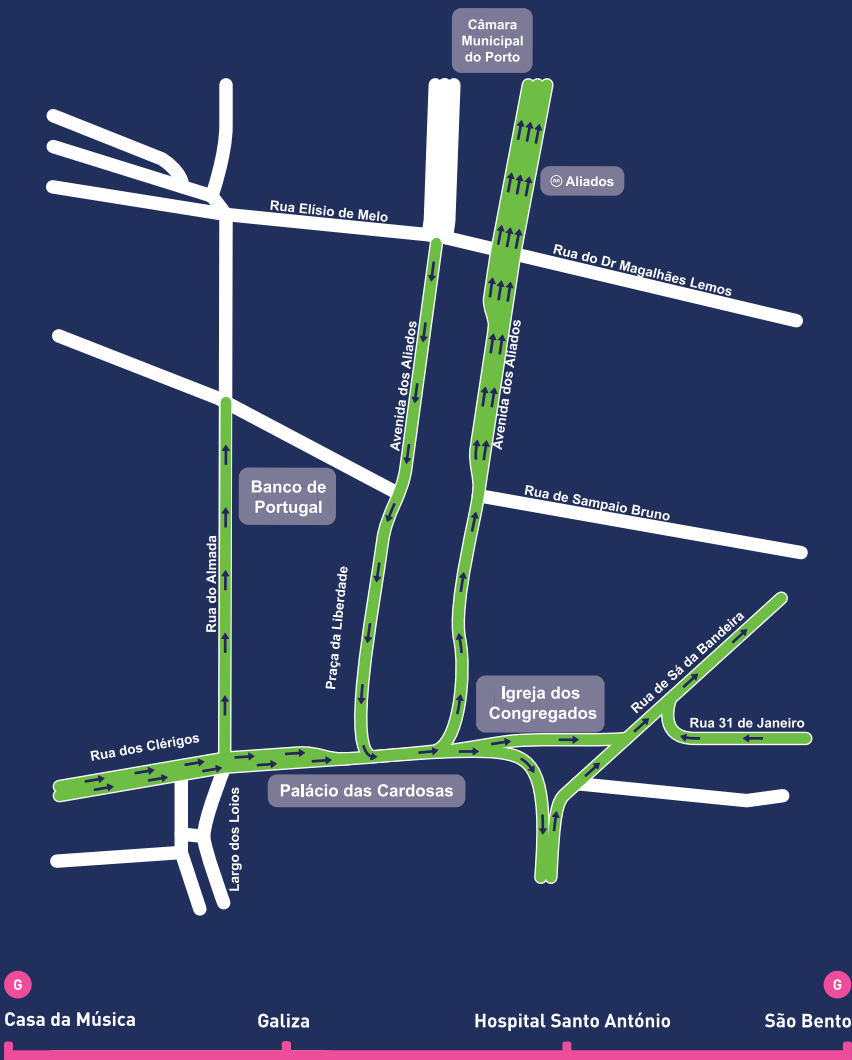 Câmara
Municipal
do Porto
Aliados
Rua Elísio de Melo
Rua do Dr Magalhães Lemos
Avenida dos Aliados
Avenida dos Aliados
Banco de
Portugal
Rua de Sampaio Bruno
Rua do Almada
Praça da Liberdade
Rua de Sá da Bandeira
Igreja dos
Congregados
Rua 31 de Janeiro
Rua dos Clérigos
Palácio das Cardosas
Largo dos Loios
G
G
Casa da Música
Galiza
Hospital Santo António
São Bento